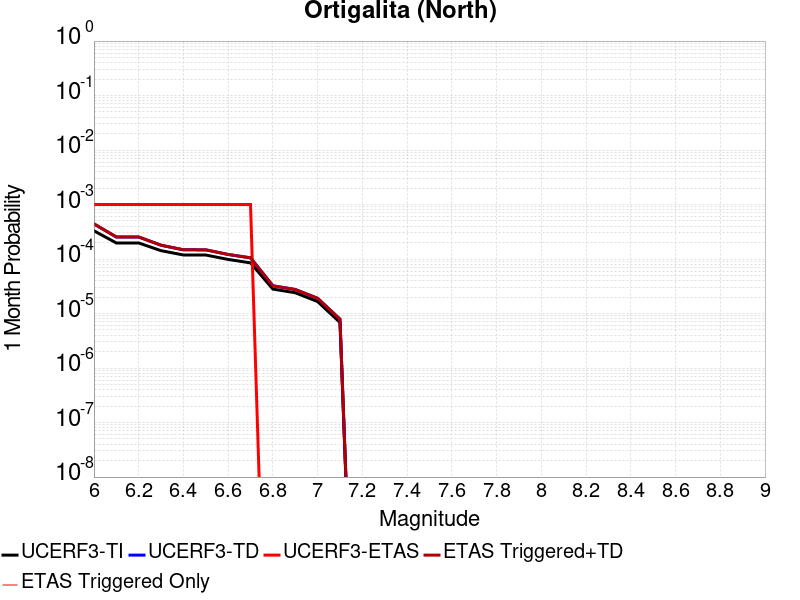 Ortigalita (North)
10^0
10^-1
10^-2
10^-3
10^-4
10^-5
10^-6
10^-7
10^-8
1 Month Probability
6 6.2 6.4 6.6 6.8 7 7.2 7.4 7.6 7.8 8 8.2 8.4 8.6 8.8 9
Magnitude
UCERF3-TI UCERF3-TD UCERF3-ETAS ETAS Triggered+TD
ETAS Triggered Only